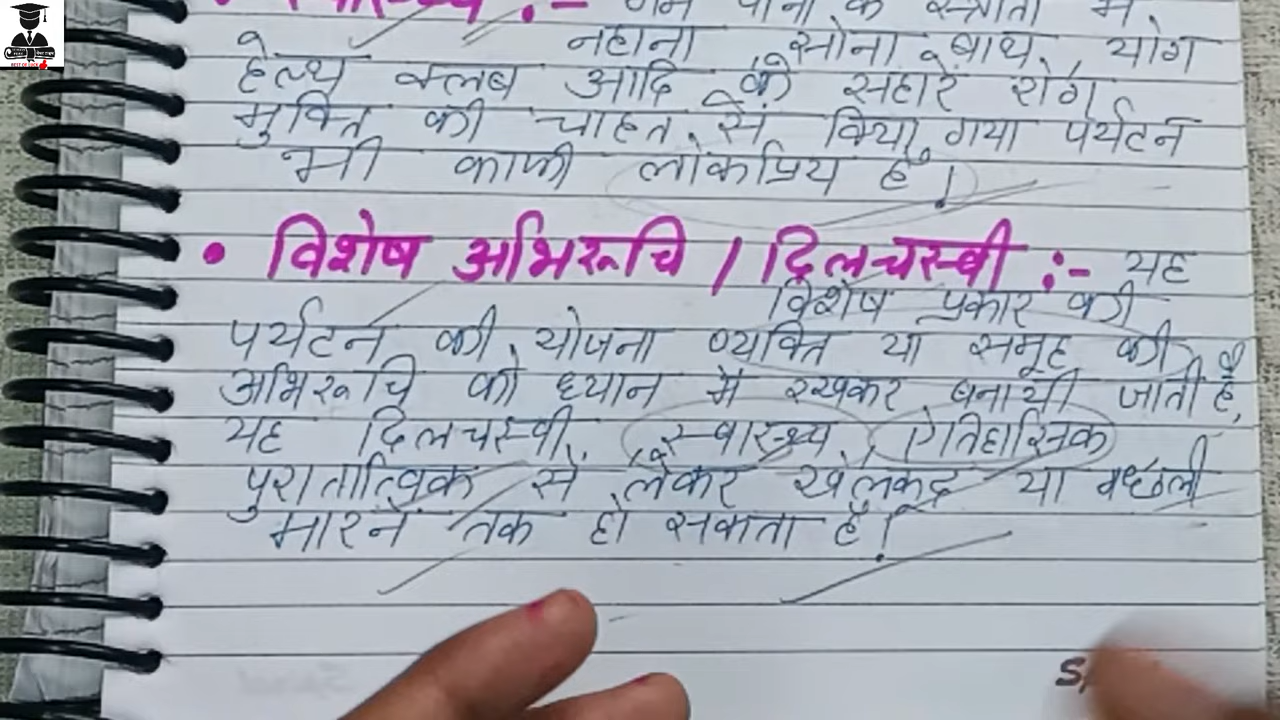 स्वास्थ्य :- गर्म पानी के स्त्रोतो में
नहाना सोना बाथ, योग
हेल्थ क्लब आदि के सहारे रोग
मुक्ति की चाहत से किया गया पर्यटन
भी काफी लोकप्रिय है।
• विशेष अभिरूचि / दिलचस्वी :- यह
विशेष प्रकार की
पर्यटन की योजना व्यक्ति या समूह की
अभिरूचि को ध्यान में रखकर बनायी जाती है,
यह दिलचस्वी, स्वास्थ्य, ऐतिहासिक
पुरातात्विक से लेकर खेलकूद या मछली
मारने तक हो सकता है।